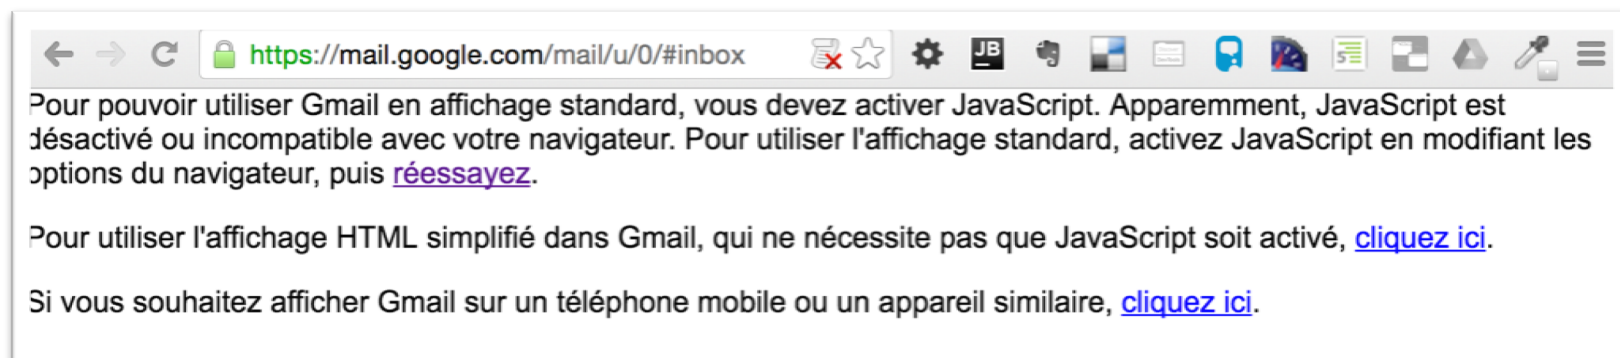 https://mail.google.com/mail/u/0/#inbox JB
Pour pouvoir utiliser Gmail en affichage standard, vous devez activer JavaScript. Apparemment, JavaScript est
désactivé ou incompatible avec votre navigateur. Pour utiliser l'affichage standard, activez JavaScript en modifiant les
options du navigateur, puis réessayez.
Pour utiliser l'affichage HTML simplifié dans Gmail, qui ne nécessite pas que JavaScript soit activé, cliquez ici.
Si vous souhaitez afficher Gmail sur un téléphone mobile ou un appareil similaire, cliquez ici.